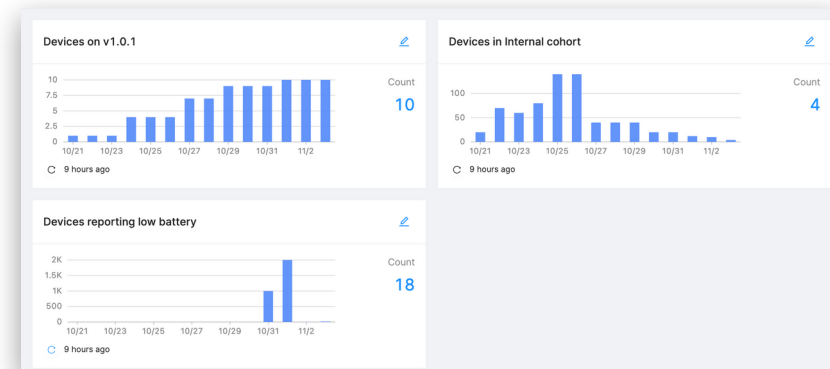 Devices on v1.0.1
10
7.5
5
2.5
0
10/21 10/23 10/25 10/27 10/29 10/31 11/2
Count
10
9 hours ago
Devices in Internal cohort
100
50
0
10/21 10/23 10/25 10/27 10/29 10/31 11/2
Count
4
9 hours ago
Devices reporting low battery
2K
1.5K
1K
500
0
10/21 10/23 10/25 10/27 10/29 10/31 11/2
Count
18
9 hours ago